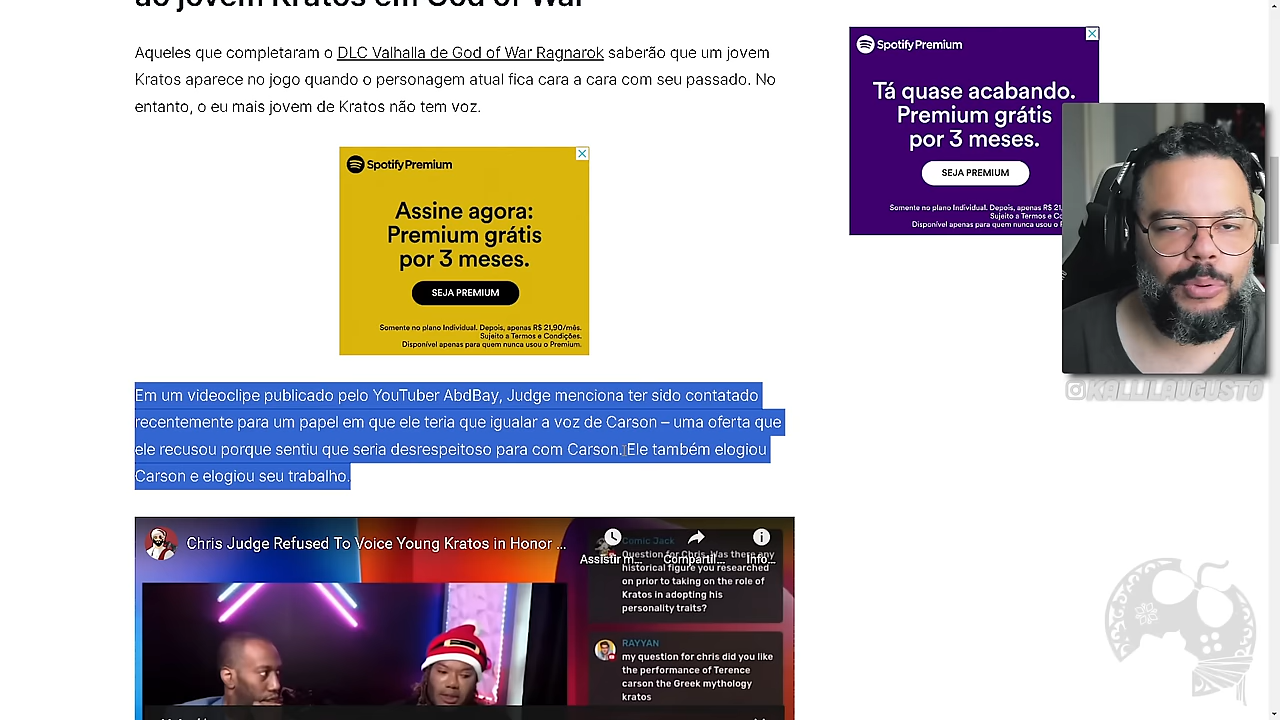 ao jovem Kratos em God of War
Aqueles que completaram o DLC Valhalla de God of War Ragnarok saberão que um jovem
Kratos aparece no jogo quando o personagem atual fica cara a cara com seu passado. No
entanto, o eu mais jovem de Kratos não tem voz.
Spotify Premium
Assine agora:
Premium grátis
por 3 meses.
SEJA PREMIUM
Somente no plano Individual. Depois, apenas R$ 21,90/mês.
Sujeito a Termos e Condições.
Disponível apenas para quem nunca usou o Premium.
Spotify Premium
Tá quase acabando.
Premium grátis
por 3 meses.
SEJA PREMIUM
Somente no plano Individual. Depois, apenas R$ 21,
Sujeito a Termos e Co
Disponível apenas para quem nunca usou o P
KALLILAUGUSTO
Em um videoclipe publicado pelo YouTuber AbdBay, Judge menciona ter sido contatado
recentemente para um papel em que ele teria que igualar a voz de Carson – uma oferta que
ele recusou porque sentiu que seria desrespeitoso para com Carson. Ele também elogiou
Carson e elogiou seu trabalho.
Chris Judge Refused To Voice Young Kratos in Honor ...
Assistir m...
Compartil...
Info...
Comic Jack
Question for Chris: Was there any
historical figure you researched
on prior to taking on the role of
Kratos in adopting his
personality traits?
RAYYAN
my question for chris did you like
the performance of Terence
carson the Greek mythology
kratos